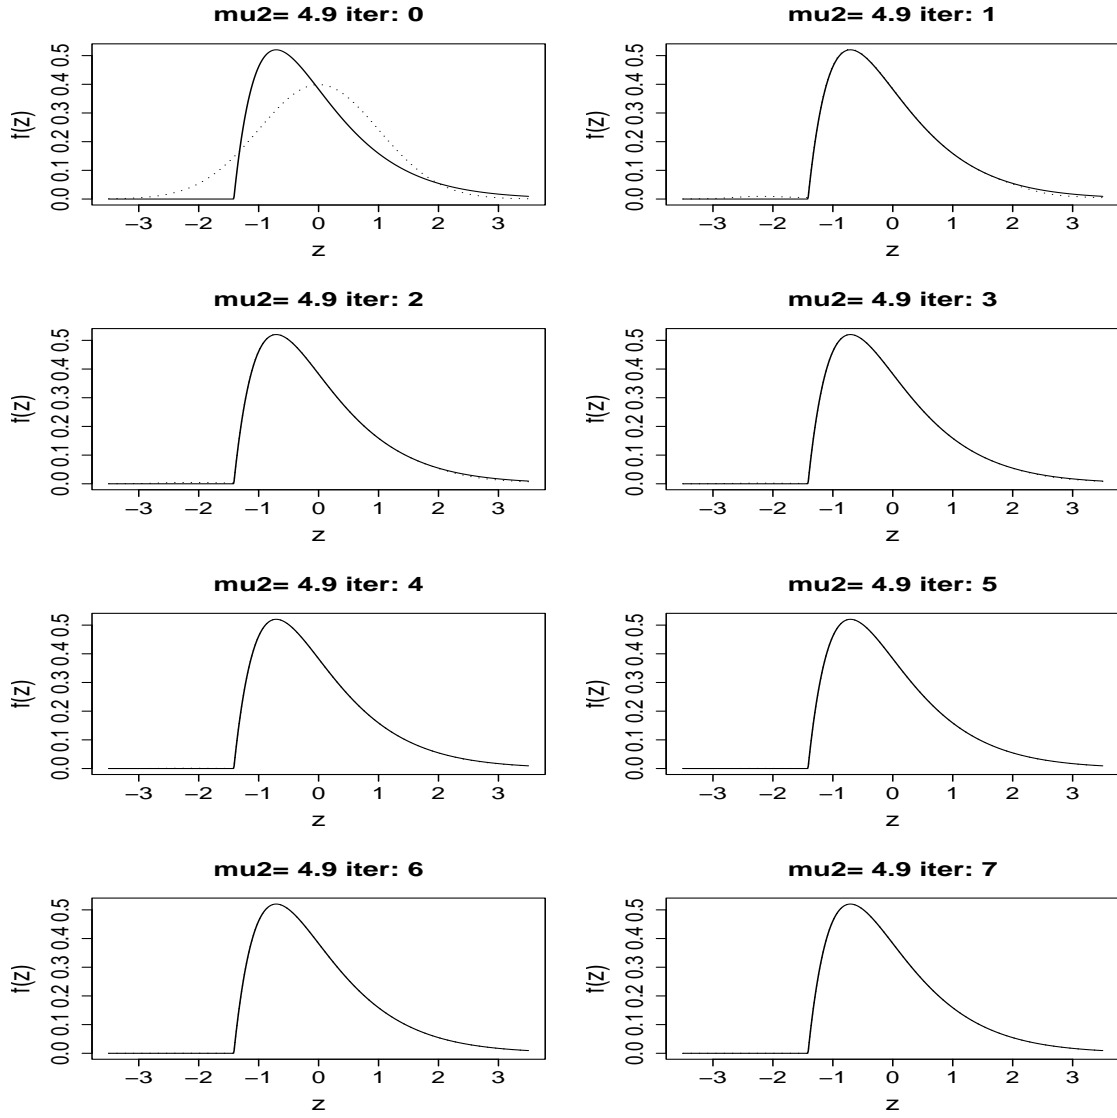 mu2= 4.9 iter: 0
f(z)
0.0 0.1 0.2 0.3 0.4 0.5
−3 −2 −1 0 1 2 3
z
mu2= 4.9 iter: 1
f(z)
0.0 0.1 0.2 0.3 0.4 0.5
−3 −2 −1 0 1 2 3
z
mu2= 4.9 iter: 2
f(z)
0.0 0.1 0.2 0.3 0.4 0.5
−3 −2 −1 0 1 2 3
z
mu2= 4.9 iter: 3
f(z)
0.0 0.1 0.2 0.3 0.4 0.5
−3 −2 −1 0 1 2 3
z
mu2= 4.9 iter: 4
f(z)
0.0 0.1 0.2 0.3 0.4 0.5
−3 −2 −1 0 1 2 3
z
mu2= 4.9 iter: 5
f(z)
0.0 0.1 0.2 0.3 0.4 0.5
−3 −2 −1 0 1 2 3
z
mu2= 4.9 iter: 6
f(z)
0.0 0.1 0.2 0.3 0.4 0.5
−3 −2 −1 0 1 2 3
z
mu2= 4.9 iter: 7
f(z)
0.0 0.1 0.2 0.3 0.4 0.5
−3 −2 −1 0 1 2 3
z